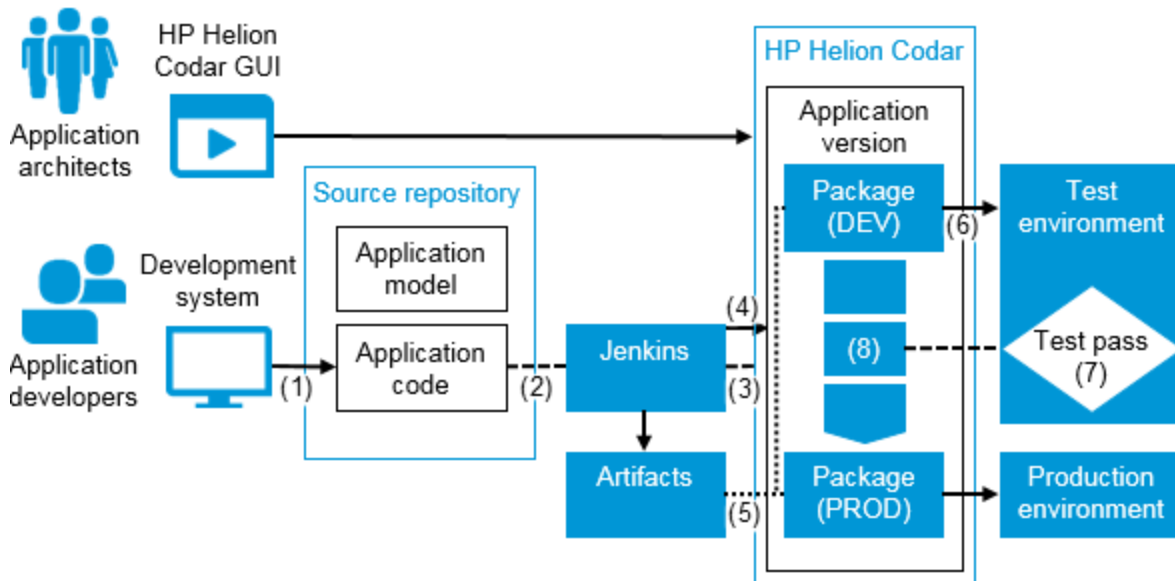 HP Helion
Codar GUI
Application
architects
HP Helion Codar
Application
version
Package
(DEV)
(6)
Test
environment
Source repository
Application
model
Development
system
Application
developers
(1)
Application
code
(2)
Jenkins
(4)
(3)
(8)
Test pass
(7)
Artifacts
(5)
Package
(PROD)
Production
environment